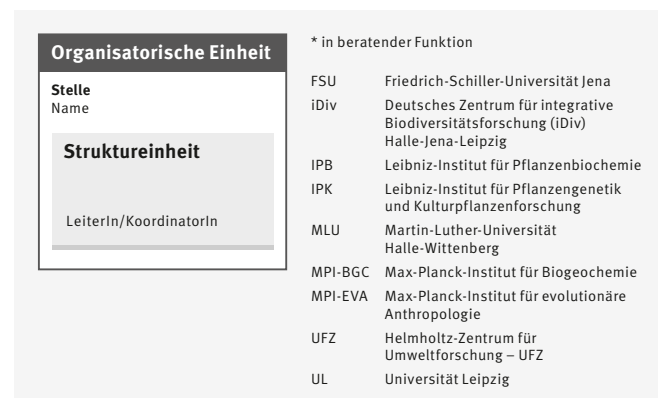 Organisatorische Einheit
Stelle
Name
Struktureinheit
LeiterIn/KoordinatorIn
* in beratender Funktion
FSU Friedrich-Schiller-Universität Jena
iDiv Deutsches Zentrum für integrative
Biodiversitätsforschung (iDiv)
Halle-Jena-Leipzig
IPB Leibniz-Institut für Pflanzenbiochemie
IPK Leibniz-Institut für Pflanzengenetik
und Kulturpflanzenforschung
MLU Martin-Luther-Universität
Halle-Wittenberg
MPI-BGC Max-Planck-Institut für Biogeochemie
MPI-EVA Max-Planck-Institut für evolutionäre
Anthropologie
UFZ Helmholtz-Zentrum für
Umweltforschung – UFZ
UL Universität Leipzig